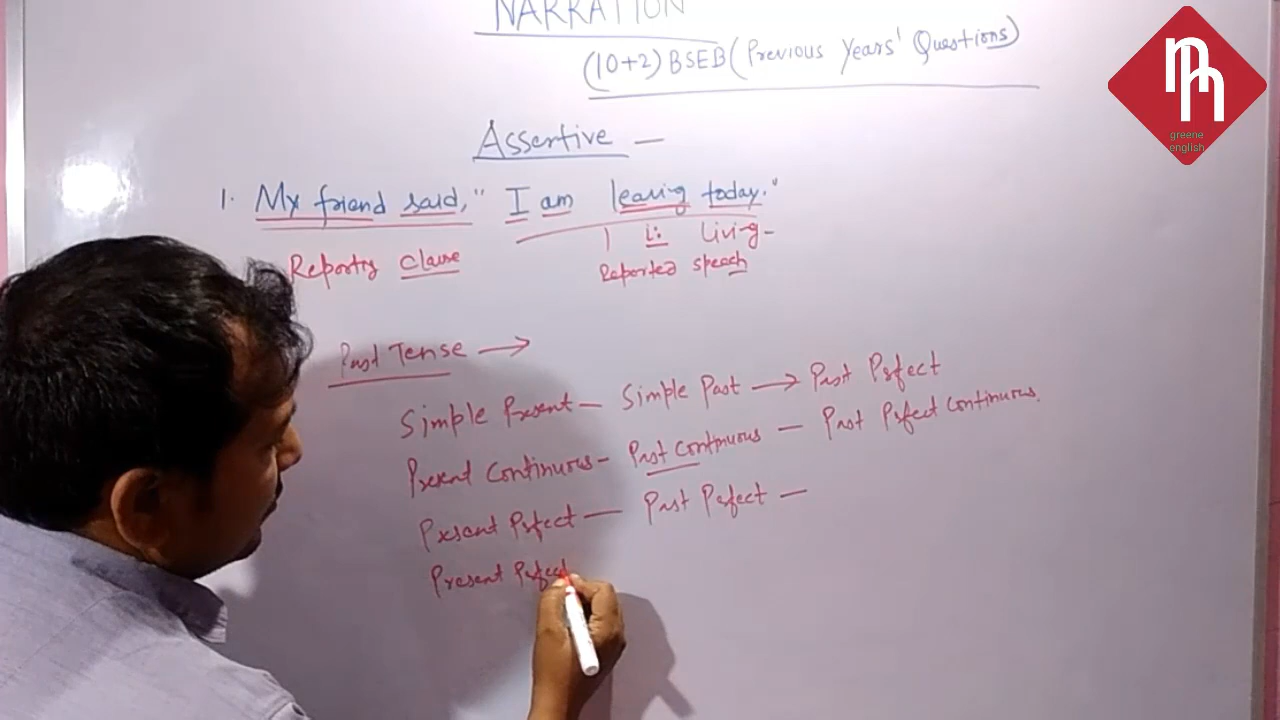 NARRATION
(10+2) BSEB (Previous Years' Questions)
Assertive —
1. My friend said, " I am leaving today."
Living -
Reporting clause
Reported speech
Past Tense →
Simple Present — Simple Past → Past Perfect
Present Continuous - Past Continuous — Past Perfect Continuous.
Present Perfect — Past Perfect —
Present Perfect
greene
english